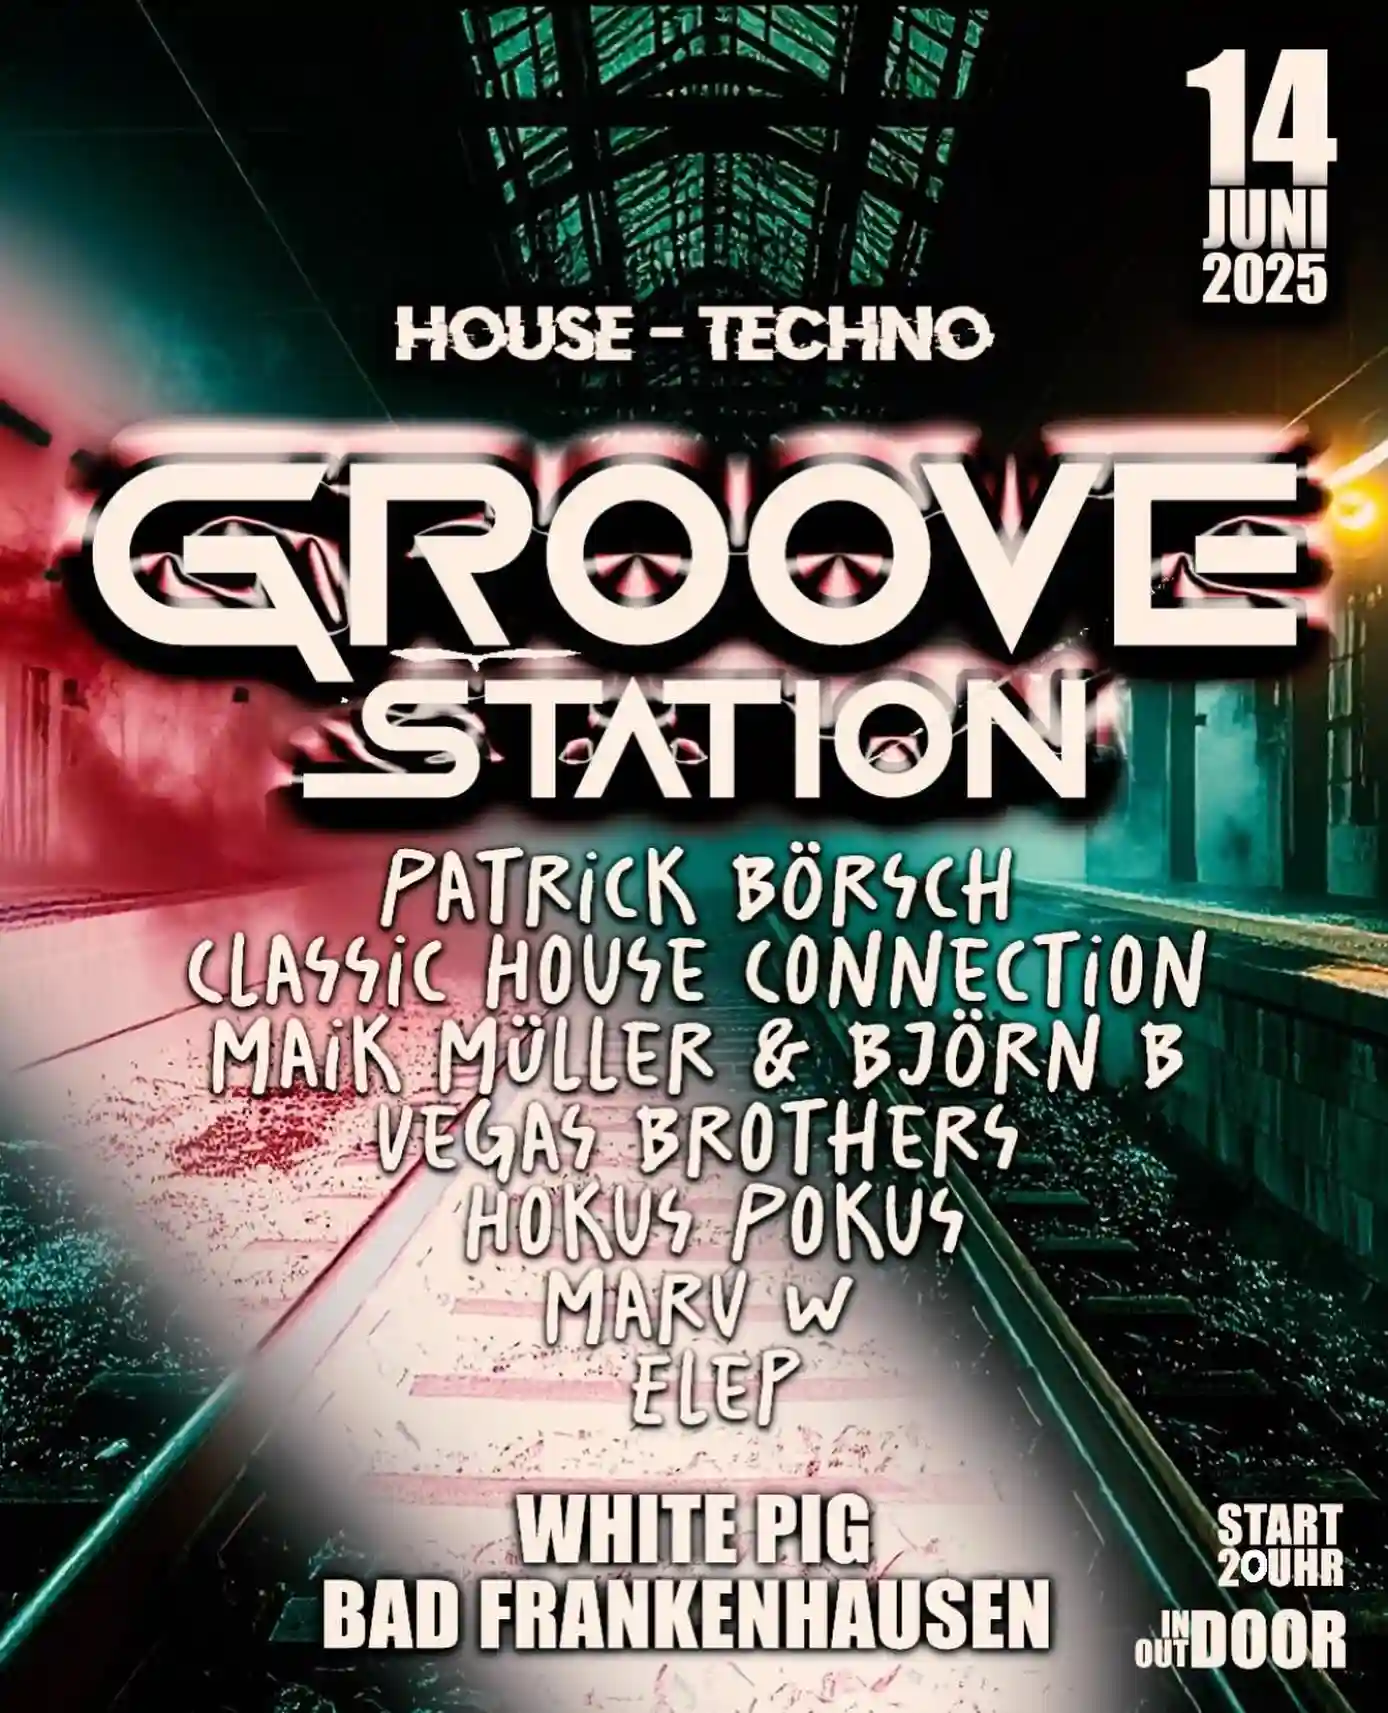 14
JUNI
2025
HOUSE - TECHNO
GROOVE
STATION
PATRiCK BÖRSCH
CLASSiC HOUSE CONNECTiON
MAiK MÜLLER & BJÖRN B
VEGAS BROTHERS
HOKUS POKUS
MARV W
ELEP
WHITE PIG
BAD FRANKENHAUSEN
START
20UHR
IN
OUT DOOR